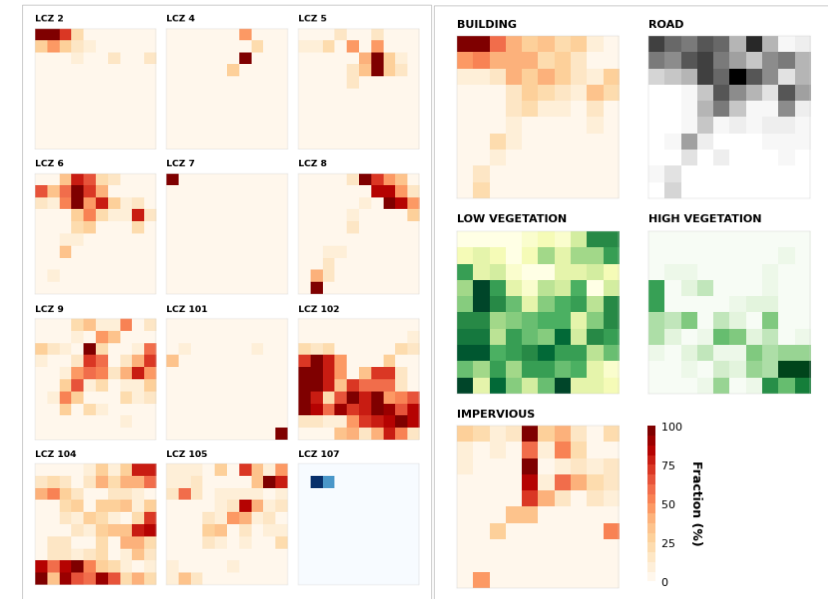 LCZ 2
LCZ 4
LCZ 5
LCZ 6
LCZ 7
LCZ 8
LCZ 9
LCZ 101
LCZ 102
LCZ 104
LCZ 105
LCZ 107
BUILDING
ROAD
LOW VEGETATION
HIGH VEGETATION
IMPERVIOUS
100
75
50
25
0
Fraction (%)